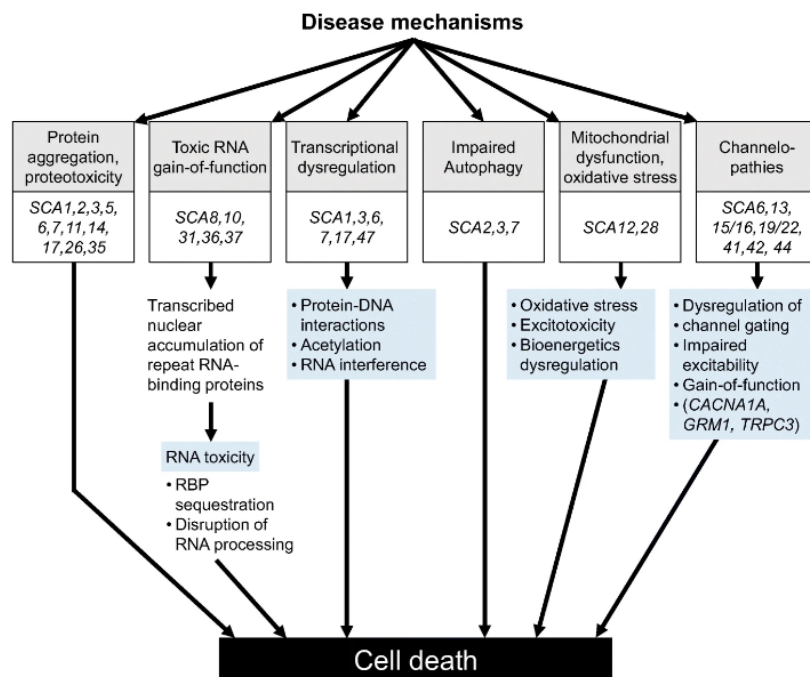 Disease mechanisms
Protein
aggregation,
proteotoxicity
SCA1,2,3,5,
6,7,11,14,
17,26,35
Toxic RNA
gain-of-function
SCA8,10,
31,36,37
Transcribed
nuclear
accumulation of
repeat RNA-
binding proteins
RNA toxicity
• RBP
sequestration
• Disruption of
RNA processing
Transcriptional
dysregulation
SCA1,3,6,
7,17,47
• Protein-DNA
interactions
• Acetylation
• RNA interference
Impaired
Autophagy
SCA2,3,7
Mitochondrial
dysfunction,
oxidative stress
SCA12,28
• Oxidative stress
• Excitotoxicity
• Bioenergetics
dysregulation
Channelo-
pathies
SCA6,13,
15/16,19/22,
41,42, 44
• Dysregulation of
• channel gating
• Impaired
excitability
• Gain-of-function
• (CACNA1A,
GRM1, TRPC3)
Cell death